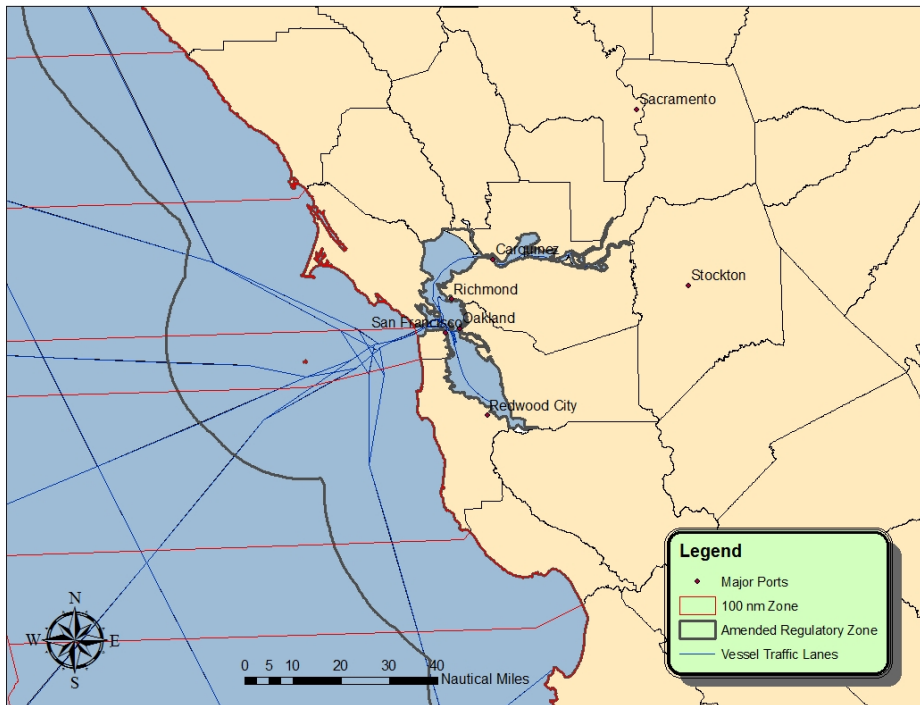 Sacramento
Carquinez
Stockton
Richmond
San Francisco
Oakland
Redwood City
Legend
Major Ports
100 nm Zone
Amended Regulatory Zone
Vessel Traffic Lanes
N
W E
S
0 5 10 20 30 40
Nautical Miles